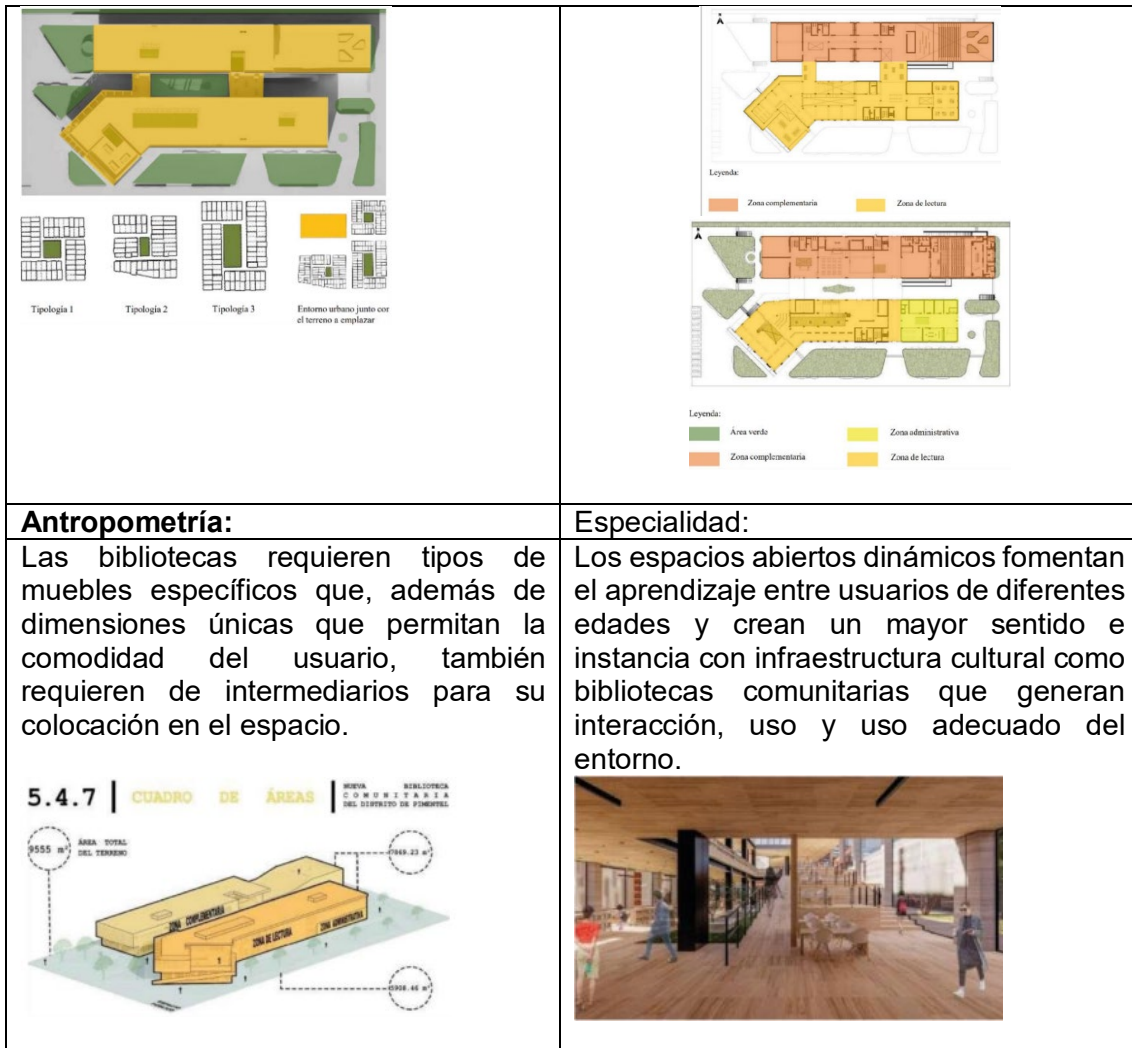 Tipología 1
Tipología 2
Tipología 3
Entorno urbano junto con
el terreno a emplazar
A
Leyenda:
Zona complementaria
Zona de lectura
A
Leyenda:
Área verde
Zona administrativa
Zona complementaria
Zona de lectura
Antropometría:
Las bibliotecas requieren tipos de
muebles específicos que, además de
dimensiones únicas que permitan la
comodidad del usuario, también
requieren de intermediarios para su
colocación en el espacio.
5.4.7 CUADRO DE ÁREAS
NUEVA BIBLIOTECA
COMUNITARIA
DEL DISTRITO DE PIMENTEL
9555 m²
ÁREA TOTAL
DEL TERRENO
ZONA COMPLEMENTARIA
ZONA DE LECTURA
ZONA ADMINISTRATIVA
Especialidad:
Los espacios abiertos dinámicos fomentan
el aprendizaje entre usuarios de diferentes
edades y crean un mayor sentido e
instancia con infraestructura cultural como
bibliotecas comunitarias que generan
interacción, uso y uso adecuado del
entorno.